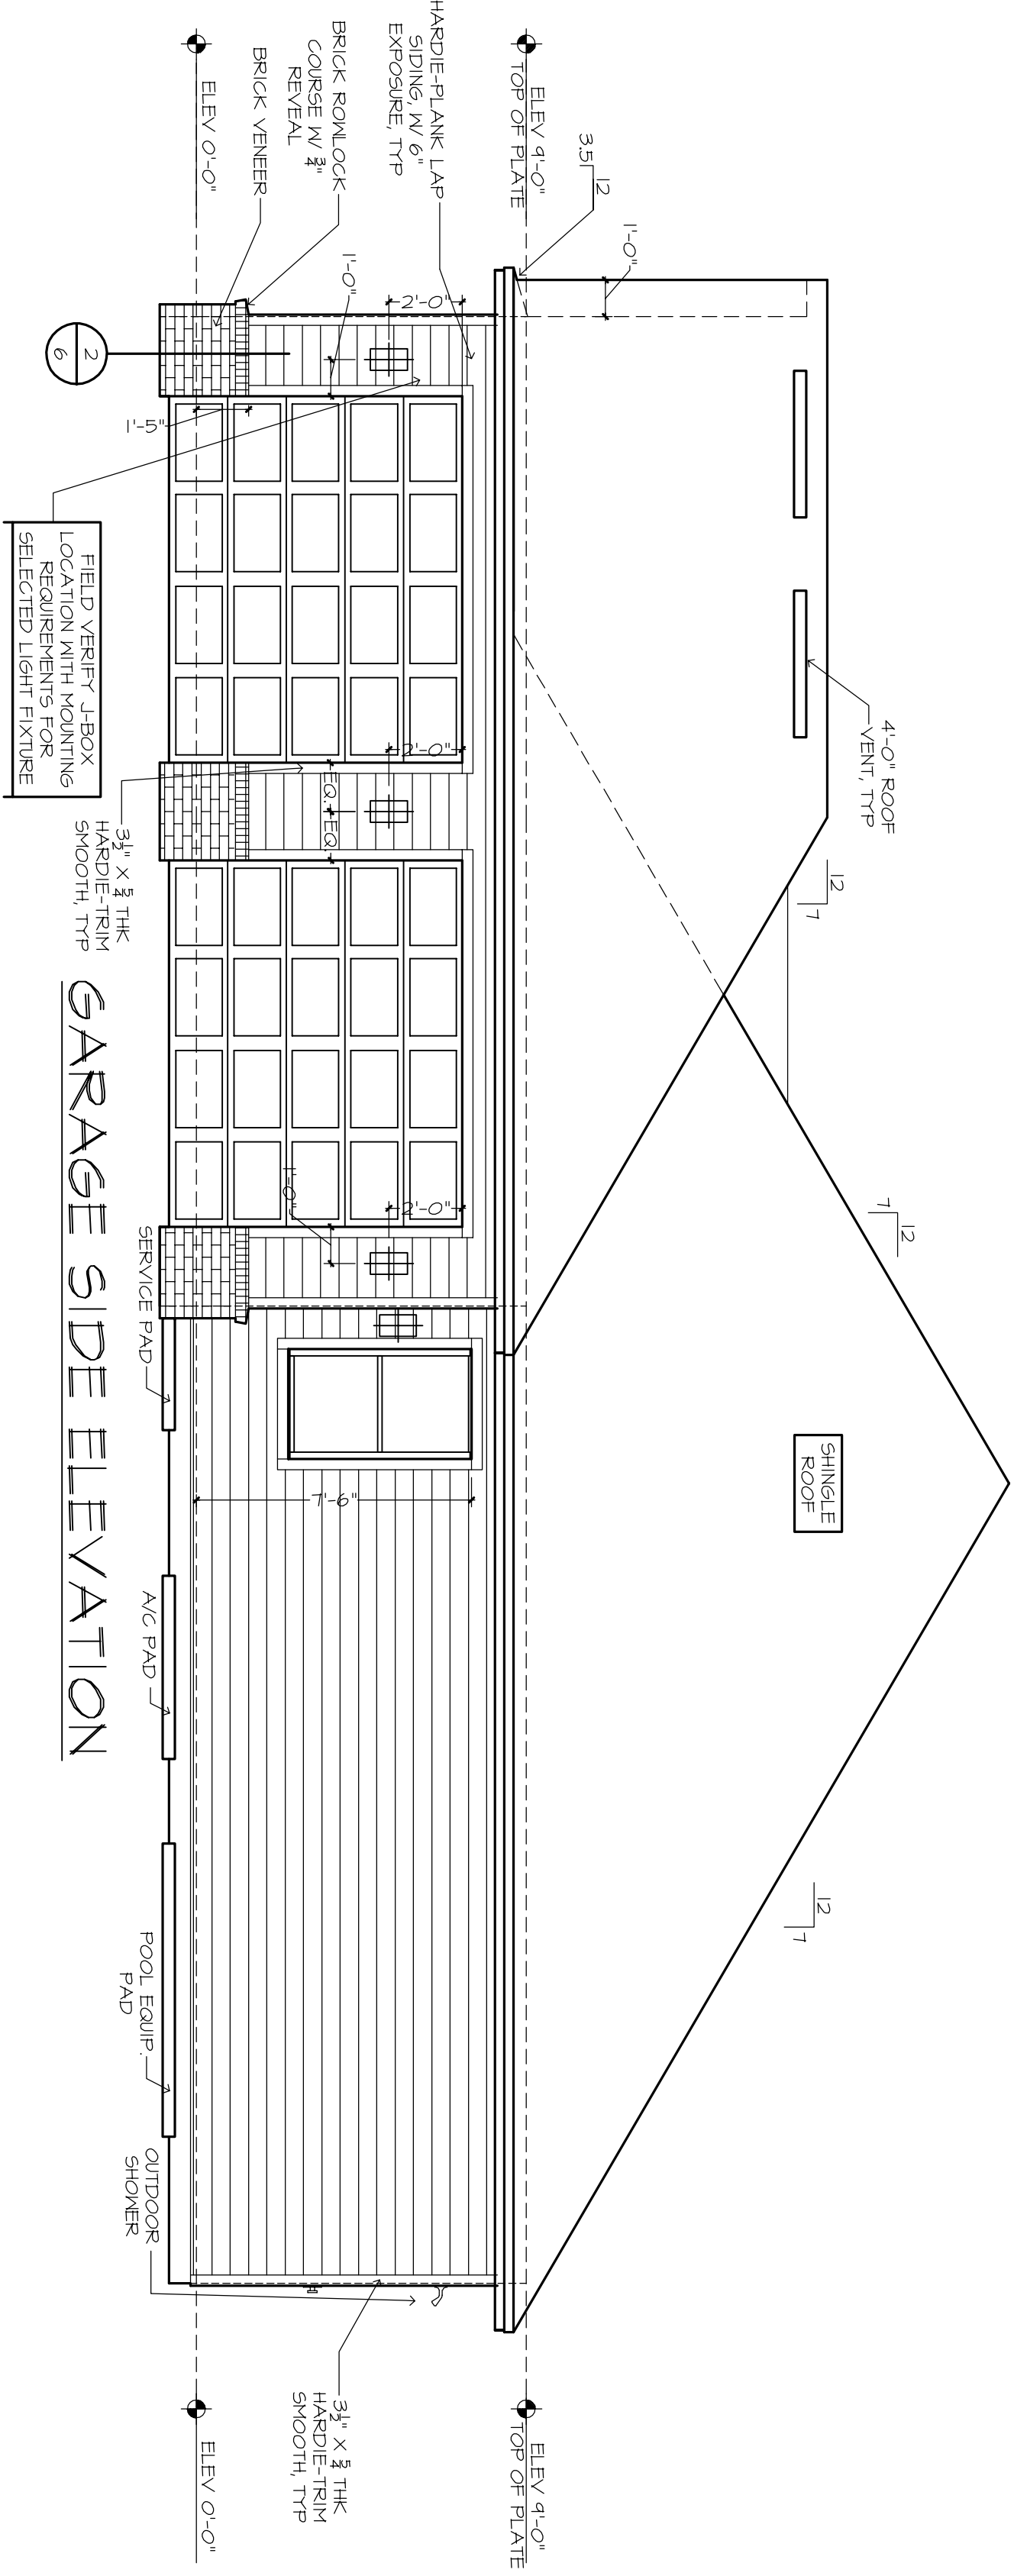 4'-0" ROOF
VENT, TYP
12
7
12
7
12
7
SHINGLE
ROOF
1'-0"
12
3.5
ELEV 9'-0"
TOP OF PLATE
ELEV 9'-0"
TOP OF PLATE
HARDIE-PLANK LAP
SIDING, W/ 6"
EXPOSURE, TYP
BRICK ROWLOCK
COURSE W/ 3/4"
REVEAL
BRICK VENEER
ELEV 0'-0"
2'-0"
1'-0"
1'-5"
2'-0"
EQ.
EQ.
2'-0"
1'-0"
7'-6"
2
6
FIELD VERIFY J-BOX
LOCATION WITH MOUNTING
REQUIREMENTS FOR
SELECTED LIGHT FIXTURE
3 1/2" X 5/4 THK
HARDIE-TRIM
SMOOTH, TYP
SERVICE PAD
A/C PAD
POOL EQUIP.
PAD
OUTDOOR
SHOWER
3 1/2" X 5/4 THK
HARDIE-TRIM
SMOOTH, TYP
ELEV 0'-0"
GARAGE SIDE ELEVATION